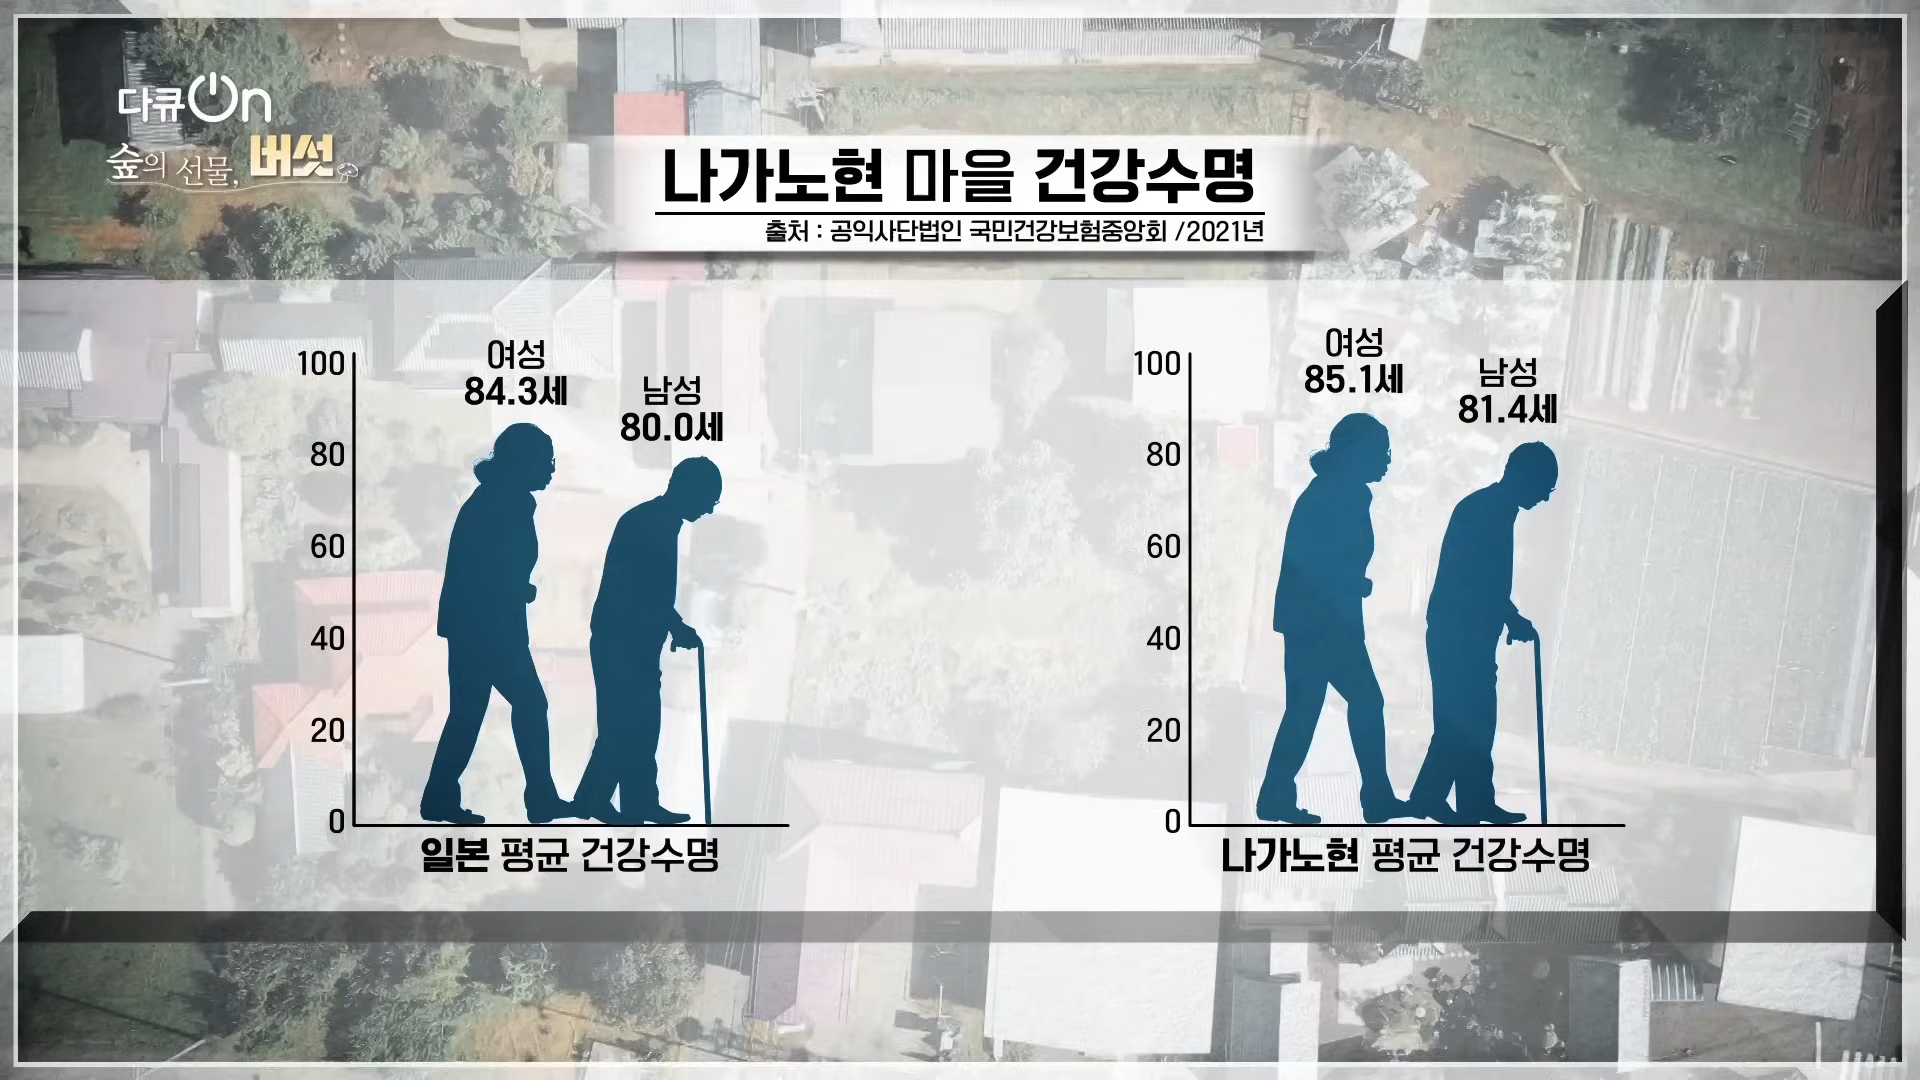 다큐On
숲의 선물, 버섯
나가노현 마을 건강수명
출처 : 공익사단법인 국민건강보험중앙회 /2021년
100
80
60
40
20
0
여성
84.3세
남성
80.0세
일본 평균 건강수명
100
80
60
40
20
0
여성
85.1세
남성
81.4세
나가노현 평균 건강수명